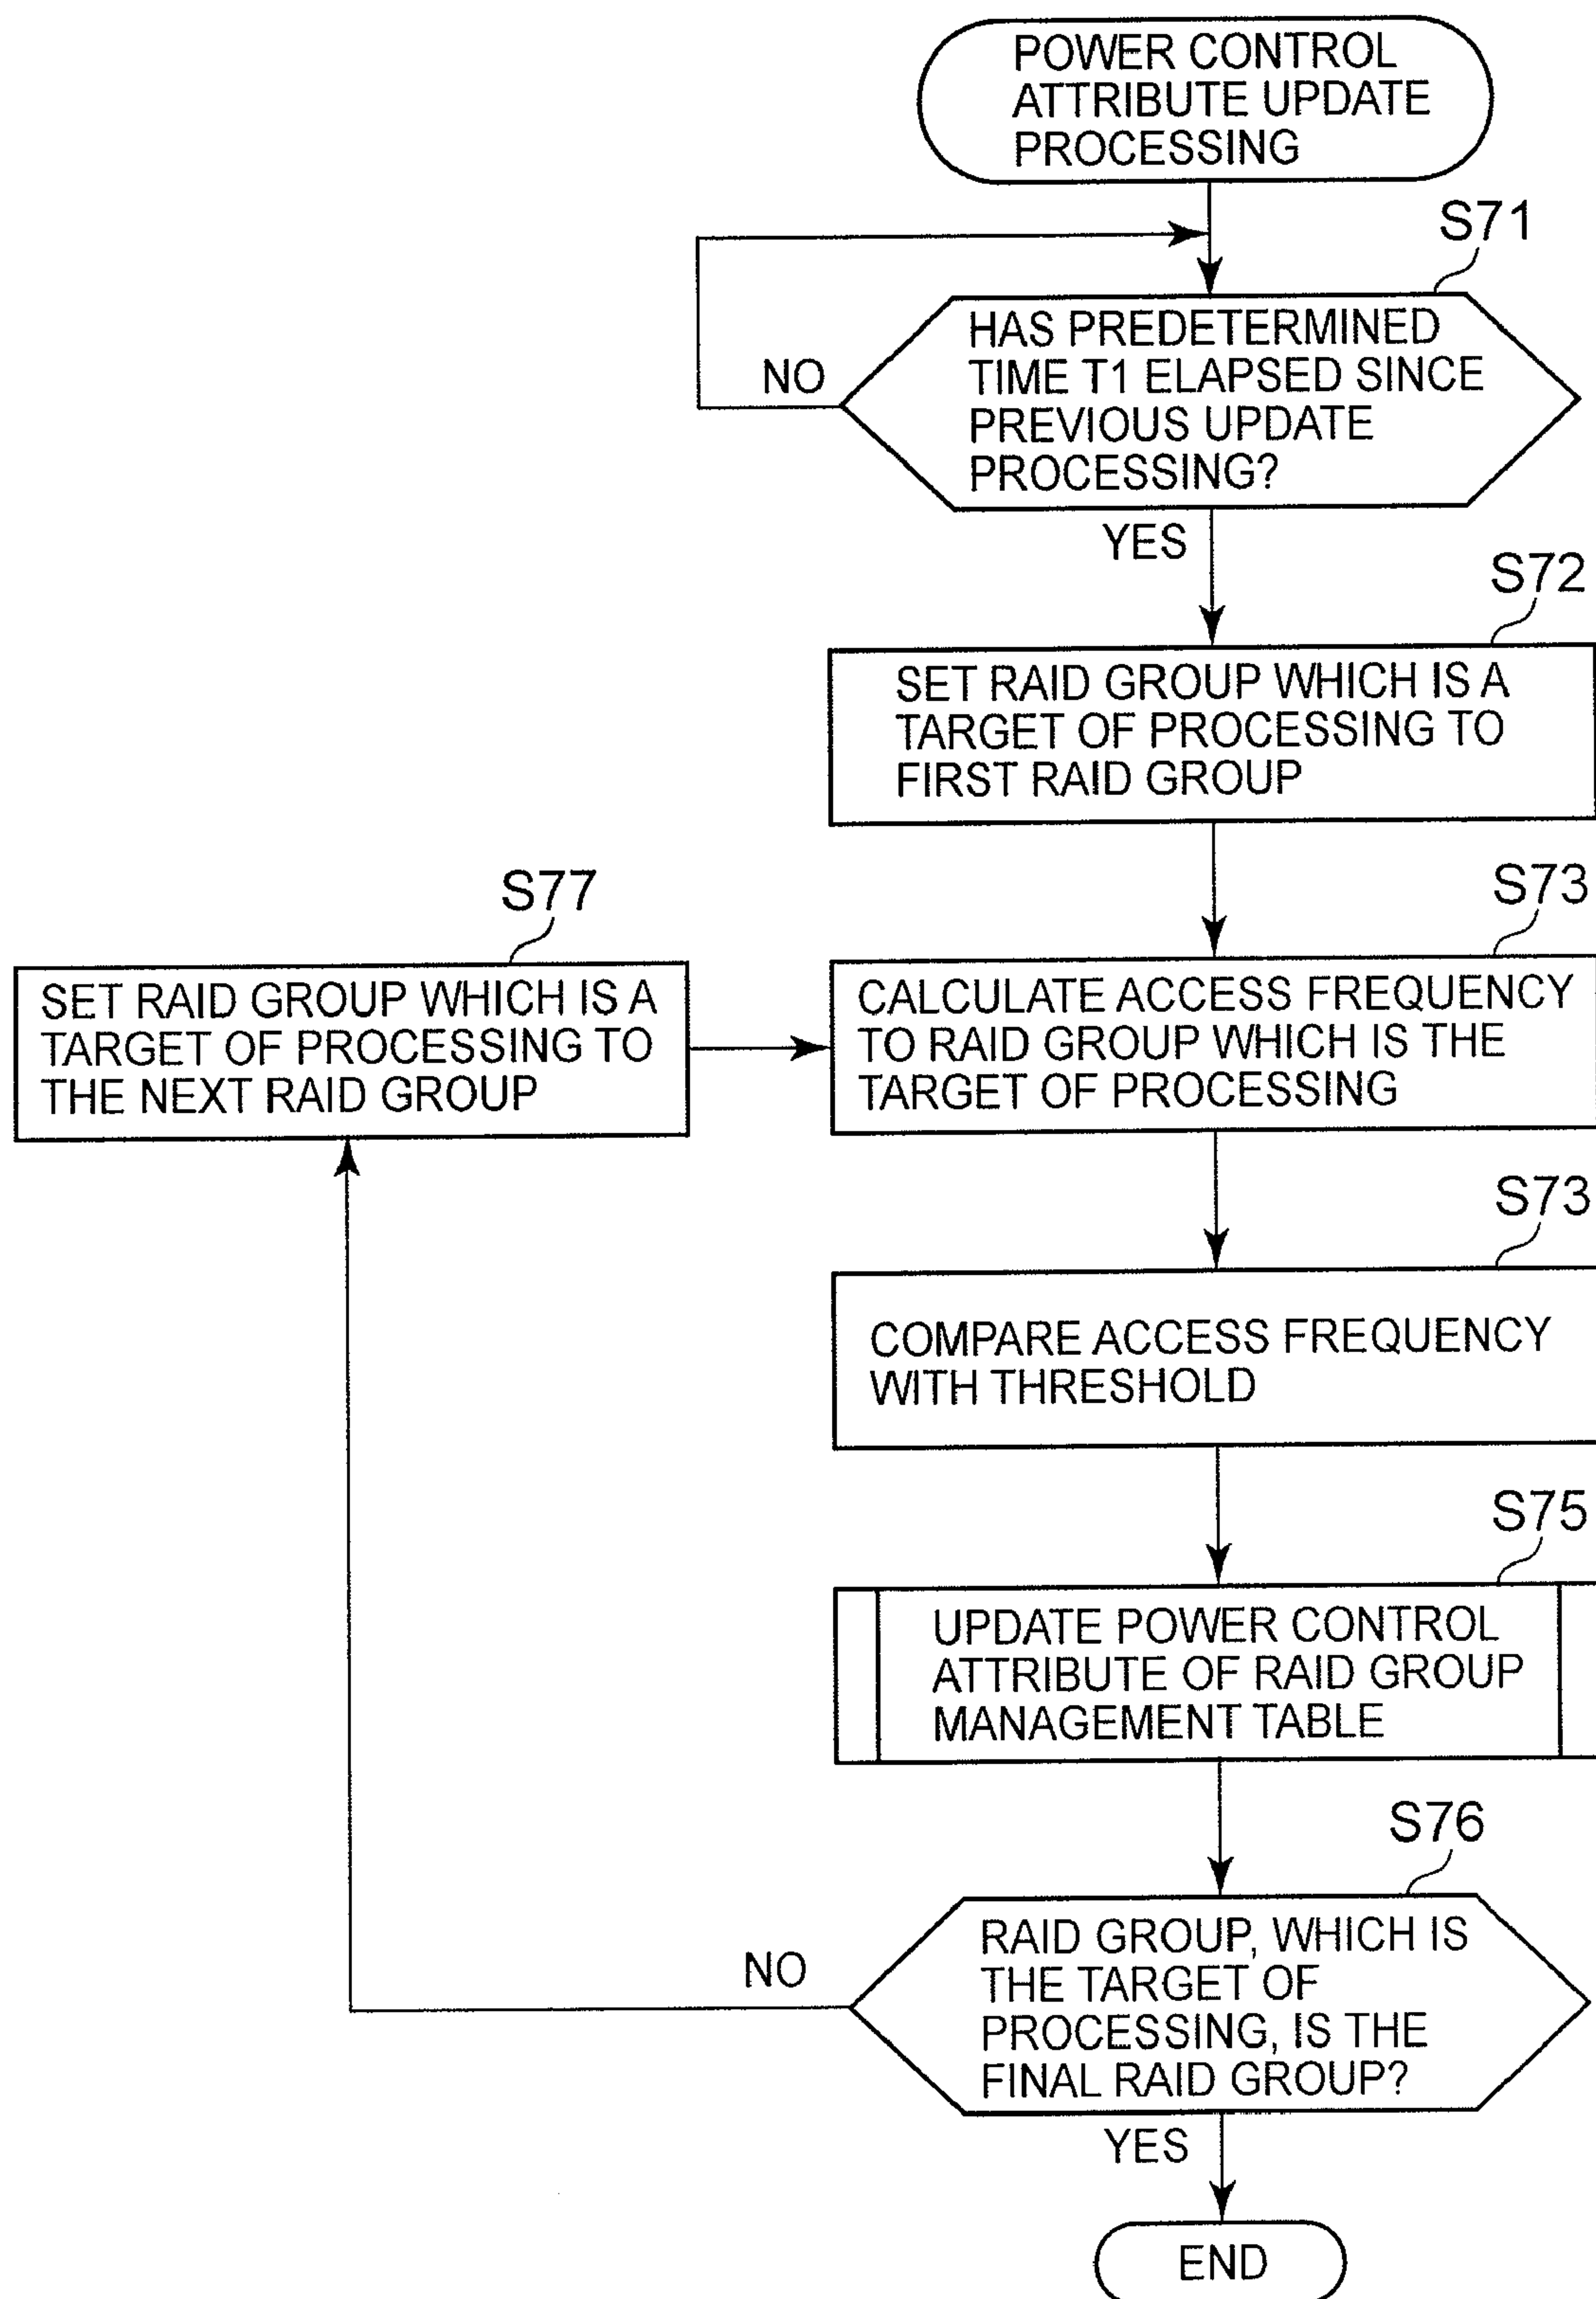 POWER CONTROL
ATTRIBUTE UPDATE
PROCESSING
S71
HAS PREDETERMINED
TIME T1 ELAPSED SINCE
PREVIOUS UPDATE
PROCESSING?
NO
YES
S72
SET RAID GROUP WHICH IS A
TARGET OF PROCESSING TO
FIRST RAID GROUP
S77
SET RAID GROUP WHICH IS A
TARGET OF PROCESSING TO
THE NEXT RAID GROUP
S73
CALCULATE ACCESS FREQUENCY
TO RAID GROUP WHICH IS THE
TARGET OF PROCESSING
S73
COMPARE ACCESS FREQUENCY
WITH THRESHOLD
S75
UPDATE POWER CONTROL
ATTRIBUTE OF RAID GROUP
MANAGEMENT TABLE
S76
RAID GROUP, WHICH IS
THE TARGET OF
PROCESSING, IS THE
FINAL RAID GROUP?
NO
YES
END